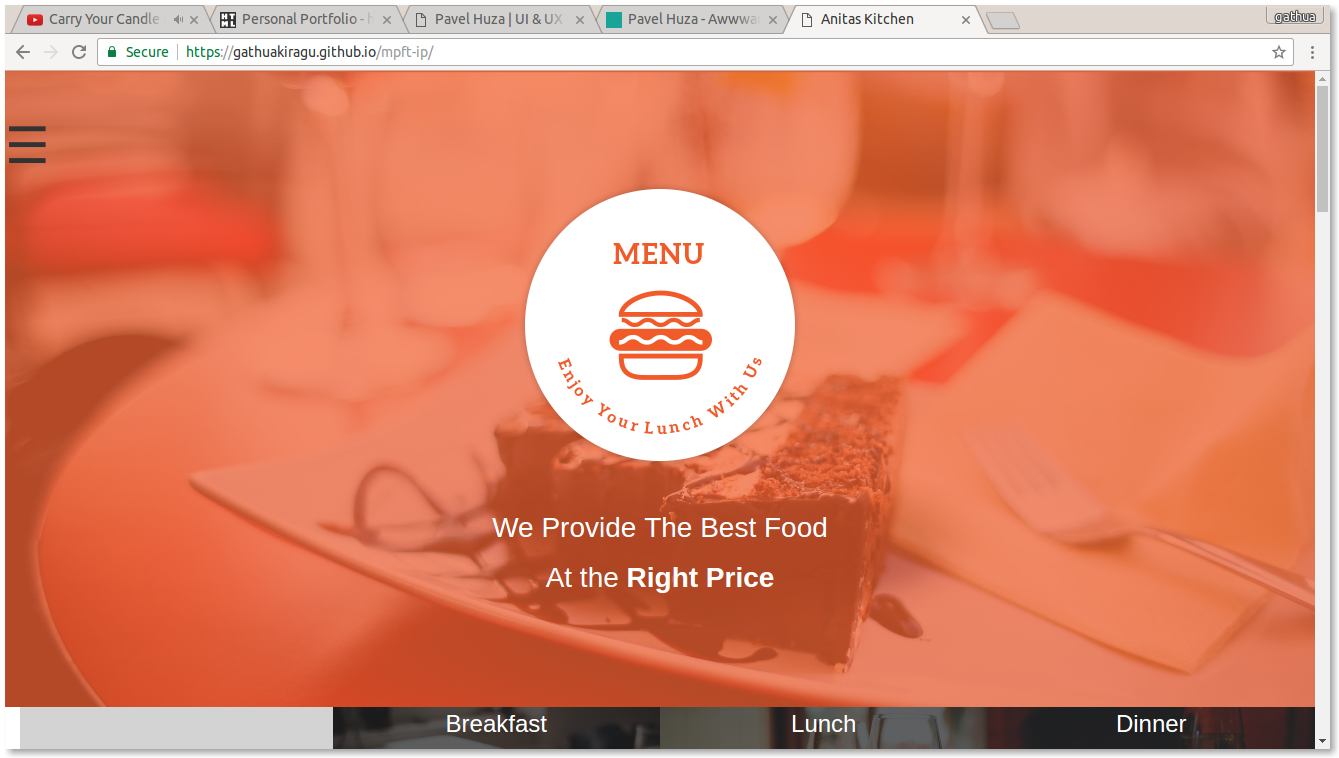 Carry Your Candle
Personal Portfolio - h
Pavel Huza | UI & UX
Pavel Huza - Awwwar
Anitas Kitchen
gathua
Secure
https://gathuakiragu.github.io/mpft-ip/
MENU
Enjoy Your Lunch With Us
We Provide The Best Food
At the Right Price
Breakfast
Lunch
Dinner